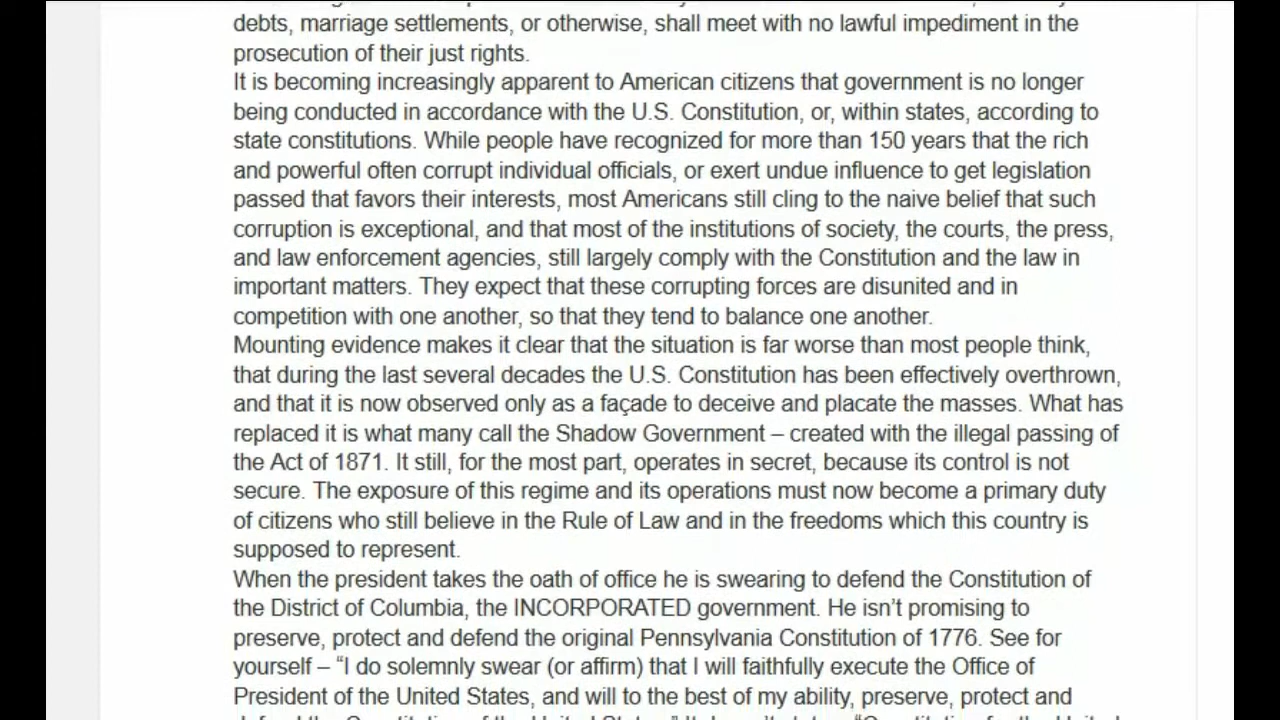 debts, marriage settlements, or otherwise, shall meet with no lawful impediment in the
prosecution of their just rights.
It is becoming increasingly apparent to American citizens that government is no longer
being conducted in accordance with the U.S. Constitution, or, within states, according to
state constitutions. While people have recognized for more than 150 years that the rich
and powerful often corrupt individual officials, or exert undue influence to get legislation
passed that favors their interests, most Americans still cling to the naive belief that such
corruption is exceptional, and that most of the institutions of society, the courts, the press,
and law enforcement agencies, still largely comply with the Constitution and the law in
important matters. They expect that these corrupting forces are disunited and in
competition with one another, so that they tend to balance one another.
Mounting evidence makes it clear that the situation is far worse than most people think,
that during the last several decades the U.S. Constitution has been effectively overthrown,
and that it is now observed only as a façade to deceive and placate the masses. What has
replaced it is what many call the Shadow Government – created with the illegal passing of
the Act of 1871. It still, for the most part, operates in secret, because its control is not
secure. The exposure of this regime and its operations must now become a primary duty
of citizens who still believe in the Rule of Law and in the freedoms which this country is
supposed to represent.
When the president takes the oath of office he is swearing to defend the Constitution of
the District of Columbia, the INCORPORATED government. He isn’t promising to
preserve, protect and defend the original Pennsylvania Constitution of 1776. See for
yourself – “I do solemnly swear (or affirm) that I will faithfully execute the Office of
President of the United States, and will to the best of my ability, preserve, protect and